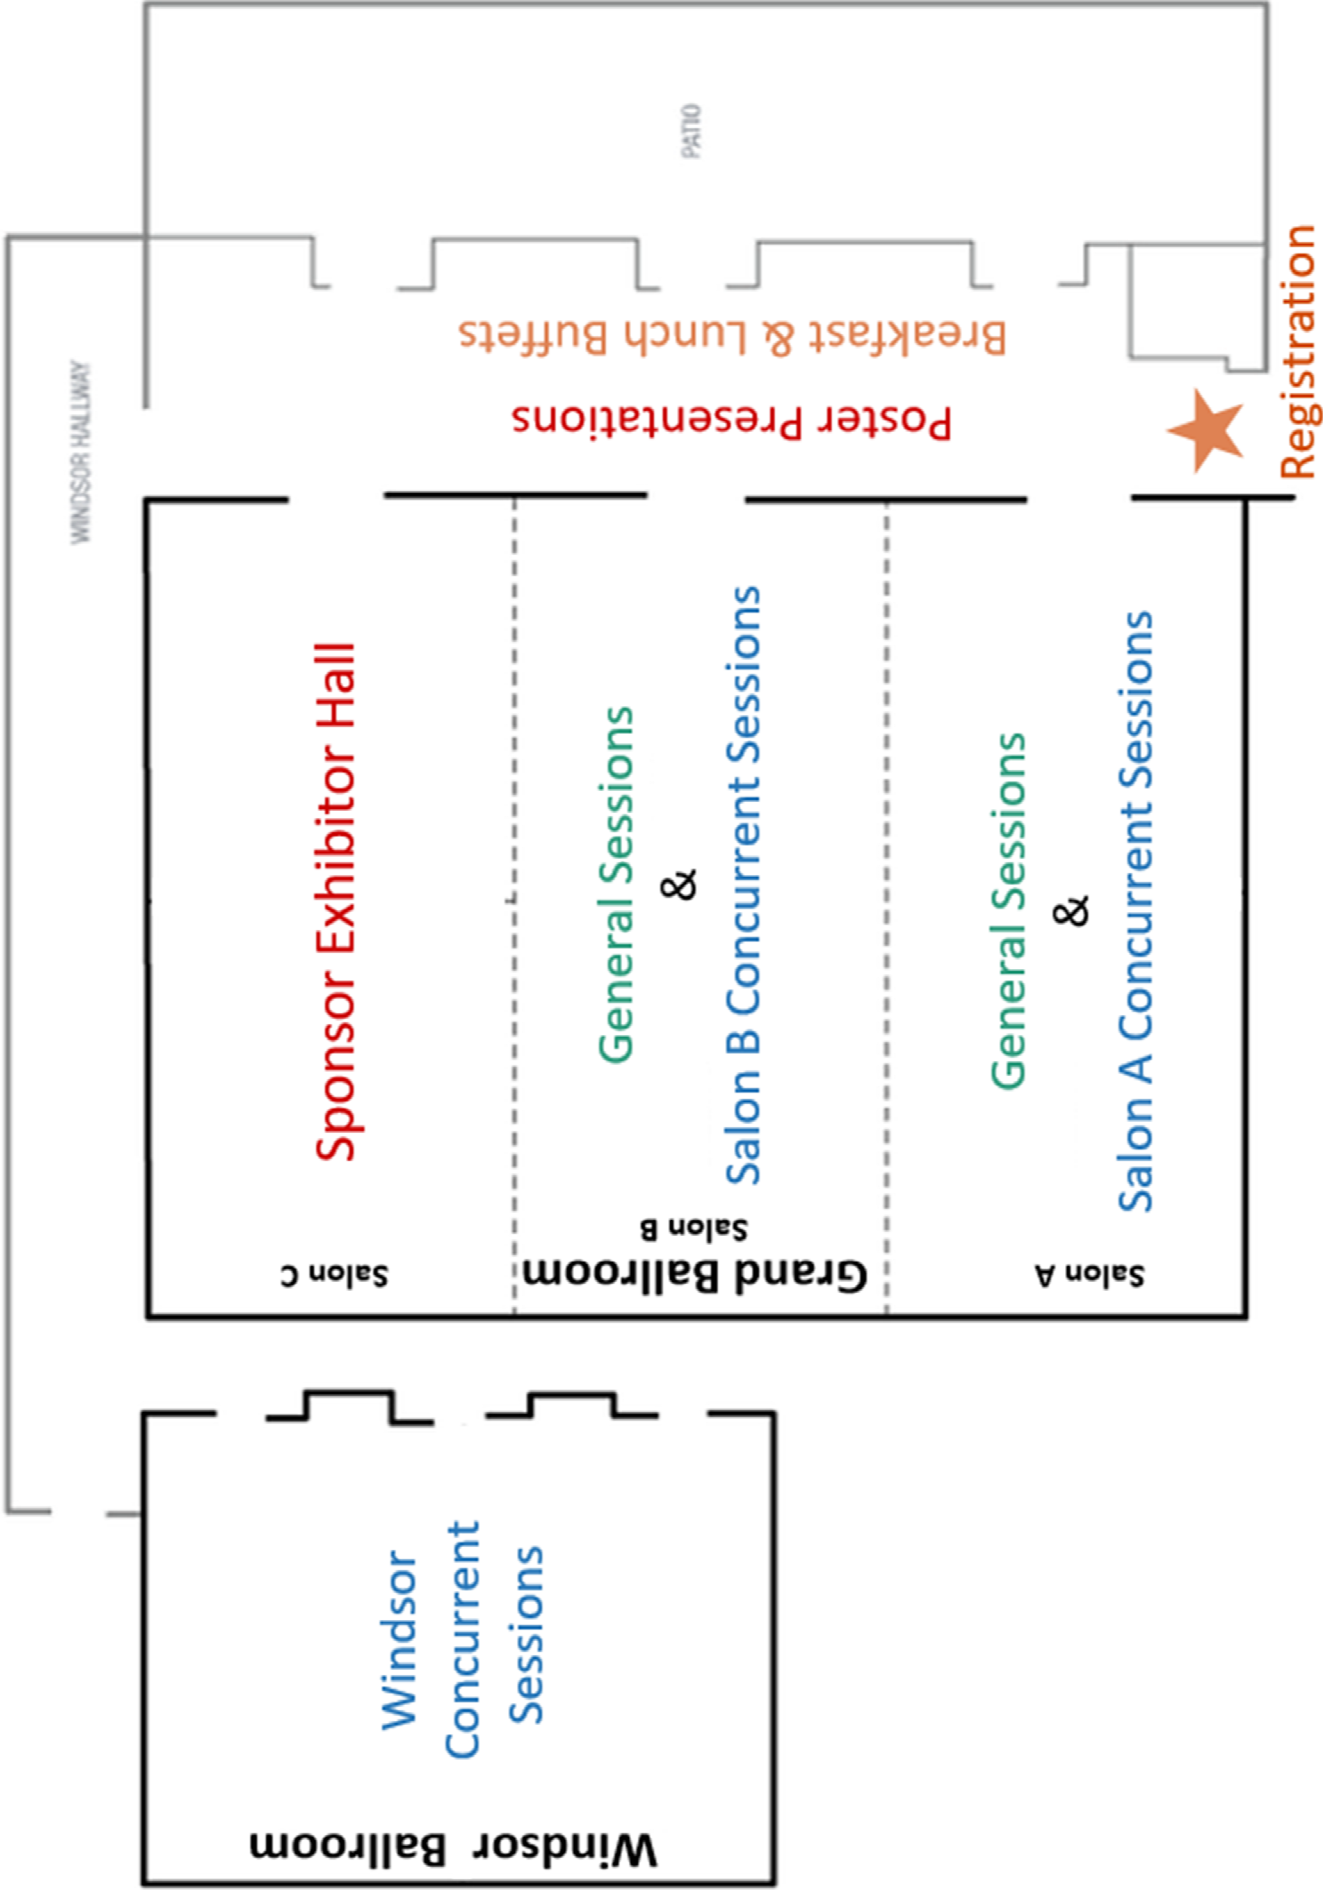 PATIO
WINDSOR HALLWAY
Breakfast & Lunch Buffets
Poster Presentations
Registration
Sponsor Exhibitor Hall
General Sessions
&
Salon B Concurrent Sessions
General Sessions
&
Salon A Concurrent Sessions
Salon C
Salon B
Grand Ballroom
Salon A
Windsor
Concurrent
Sessions
Windsor Ballroom